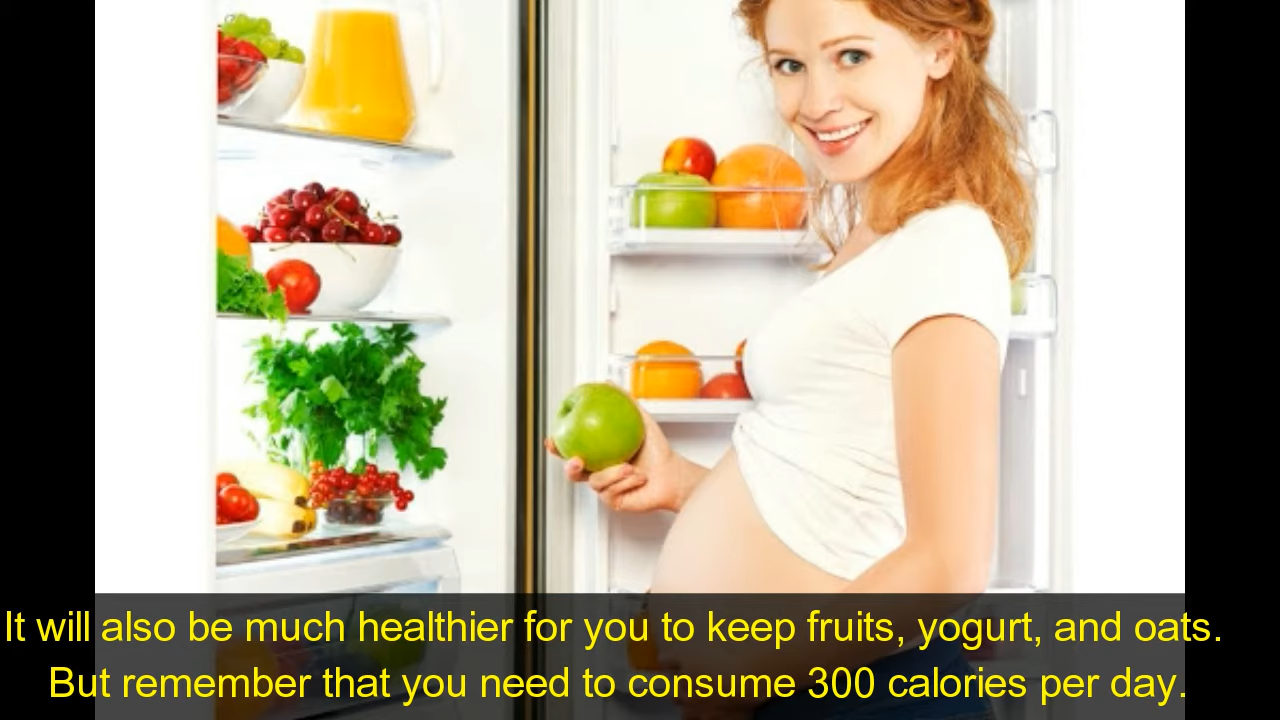 It will also be much healthier for you to keep fruits, yogurt, and oats.
But remember that you need to consume 300 calories per day.